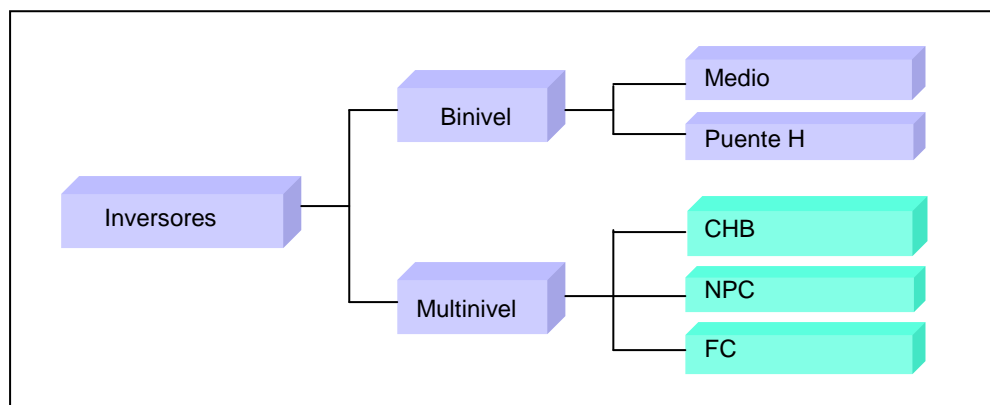 Inversores
Binivel
Medio
Puente H
Multinivel
CHB
NPC
FC